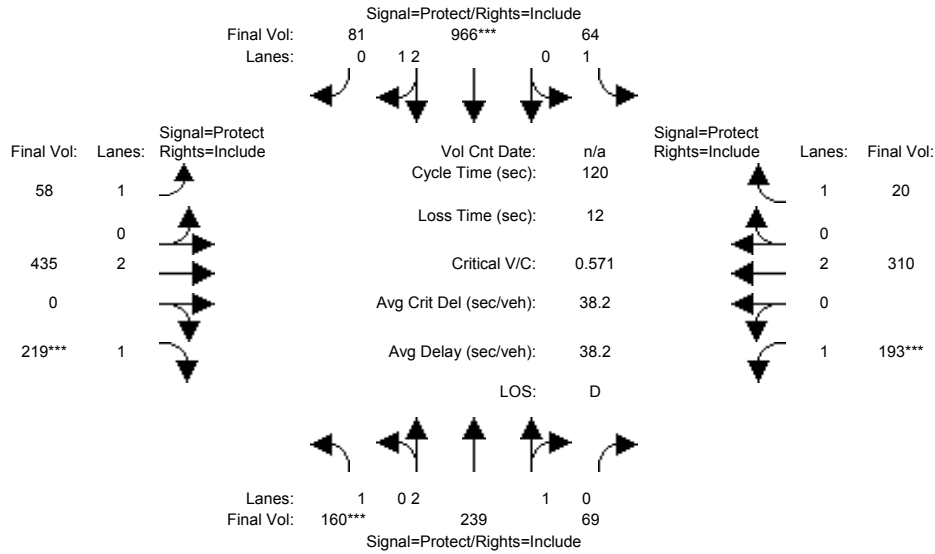 Signal=Protect/Rights=Include
Final Vol: 81 966*** 64
Lanes: 0 1 2 0 1
Signal=Protect Signal=Protect
Final Vol: Lanes: Rights=Include Vol Cnt Date: n/a Rights=Include Lanes: Final Vol:
Cycle Time (sec): 120
58 1 1 20
Loss Time (sec): 12
0 0
435 2 Critical V/C: 0.571 2 310
0 Avg Crit Del (sec/veh): 38.2 0
219*** 1 Avg Delay (sec/veh): 38.2 1 193***
LOS: D
Lanes: 1 0 2 1 0
Final Vol: 160*** 239 69
Signal=Protect/Rights=Include